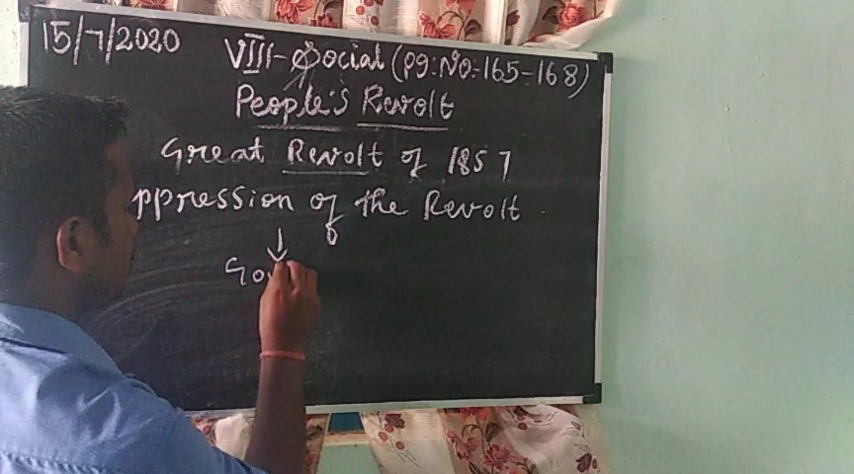 15/7/2020
VIII-Social (pg:No:-165-168)
People's Revolt
Great Revolt of 1857
ppression of the Revolt
Gov